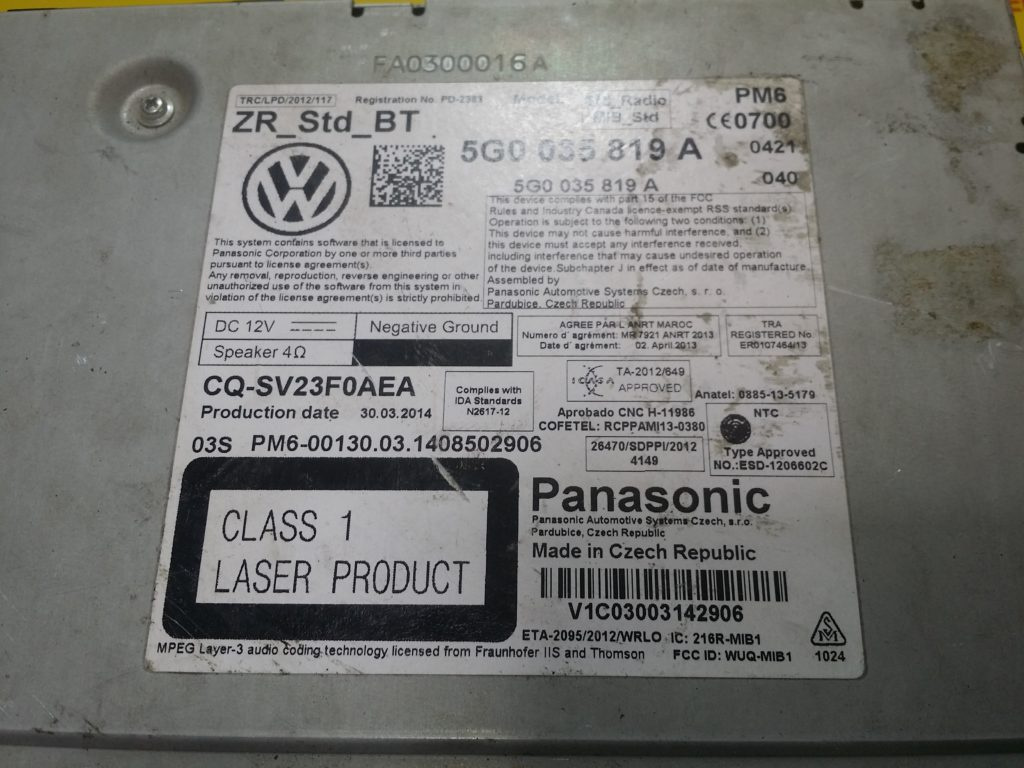 FA0300016A
TRC/LPD/2012/117
Registration No. PD-2383
Model: STD_Radio
MIB_Std
PM6
ZR_Std_BT
0700
5G0 035 819 A
0421
5G0 035 819 A
040
This device complies with part 15 of the FCC
Rules and Industry Canada licence-exempt RSS standard(s)
Operation is subject to the following two conditions: (1)
This device may not cause harmful interference, and (2)
this device must accept any interference received,
including interference that may cause undesired operation
of the device.Subchapter J in effect as of date of manufacture
Assembled by
Panasonic Automotive Systems Czech, s. r. o.
Pardubice, Czech Republic
This system contains software that is licensed to
Panasonic Corporation by one or more third parties
pursuant to license agreement(s).
Any removal, reproduction, reverse engineering or other
unauthorized use of the software from this system in
violation of the license agreement(s) is strictly prohibited
DC 12V
Negative Ground
Speaker 4Ω
AGREE PAR L'ANRT MAROC
Numero d'agrément: MR 7921 ANRT 2013
Date d'agrément: 02. April 2013
TRA
REGISTERED No
ER0107464/13
CQ-SV23F0AEA
Production date 30.03.2014
Complies with
IDA Standards
N2617-12
ICASA
TA-2012/649
APPROVED
Anatel: 0885-13-5179
Aprobado CNC H-11986
COFETEL: RCPPAMI13-0380
NTC
Type Approved
NO.:ESD-1206602C
26470/SDPPI/2012
4149
03S PM6-00130.03.1408502906
CLASS 1
LASER PRODUCT
Panasonic
Panasonic Automotive Systems Czech, s.r.o.
Pardubice, Czech Republic
Made in Czech Republic
V1C03003142906
ETA-2095/2012/WRLO IC: 216R-MIB1
MPEG Layer-3 audio coding technology licensed from Fraunhofer IIS and Thomson
FCC ID: WUQ-MIB1
1024